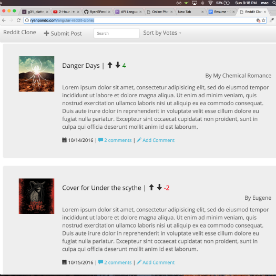 Reddit Clone
Reddit Clone + Submit Post Search Sort by Votes
Danger Days | 4
By My Chemical Romance
Lorem ipsum dolor sit amet, consectetur adipisicing elit, sed do eiusmod tempor
incididunt ut labore et dolore magna aliqua. Ut enim ad minim veniam, quis
nostrud exercitation ullamco laboris nisi ut aliquip ex ea commodo consequat.
Duis aute irure dolor in reprehenderit in voluptate velit esse cillum dolore eu
fugiat nulla pariatur. Excepteur sint occaecat cupidatat non proident, sunt in
culpa qui officia deserunt mollit anim id est laborum.
10/14/2016 | 2 comments | Add Comment
Cover for Under the scythe | -2
By Eugene
Lorem ipsum dolor sit amet, consectetur adipisicing elit, sed do eiusmod tempor
incididunt ut labore et dolore magna aliqua. Ut enim ad minim veniam, quis
nostrud exercitation ullamco laboris nisi ut aliquip ex ea commodo consequat.
Duis aute irure dolor in reprehenderit in voluptate velit esse cillum dolore eu
fugiat nulla pariatur. Excepteur sint occaecat cupidatat non proident, sunt in
culpa qui officia deserunt mollit anim id est laborum.
10/15/2016 | 2 comments | Add Comment